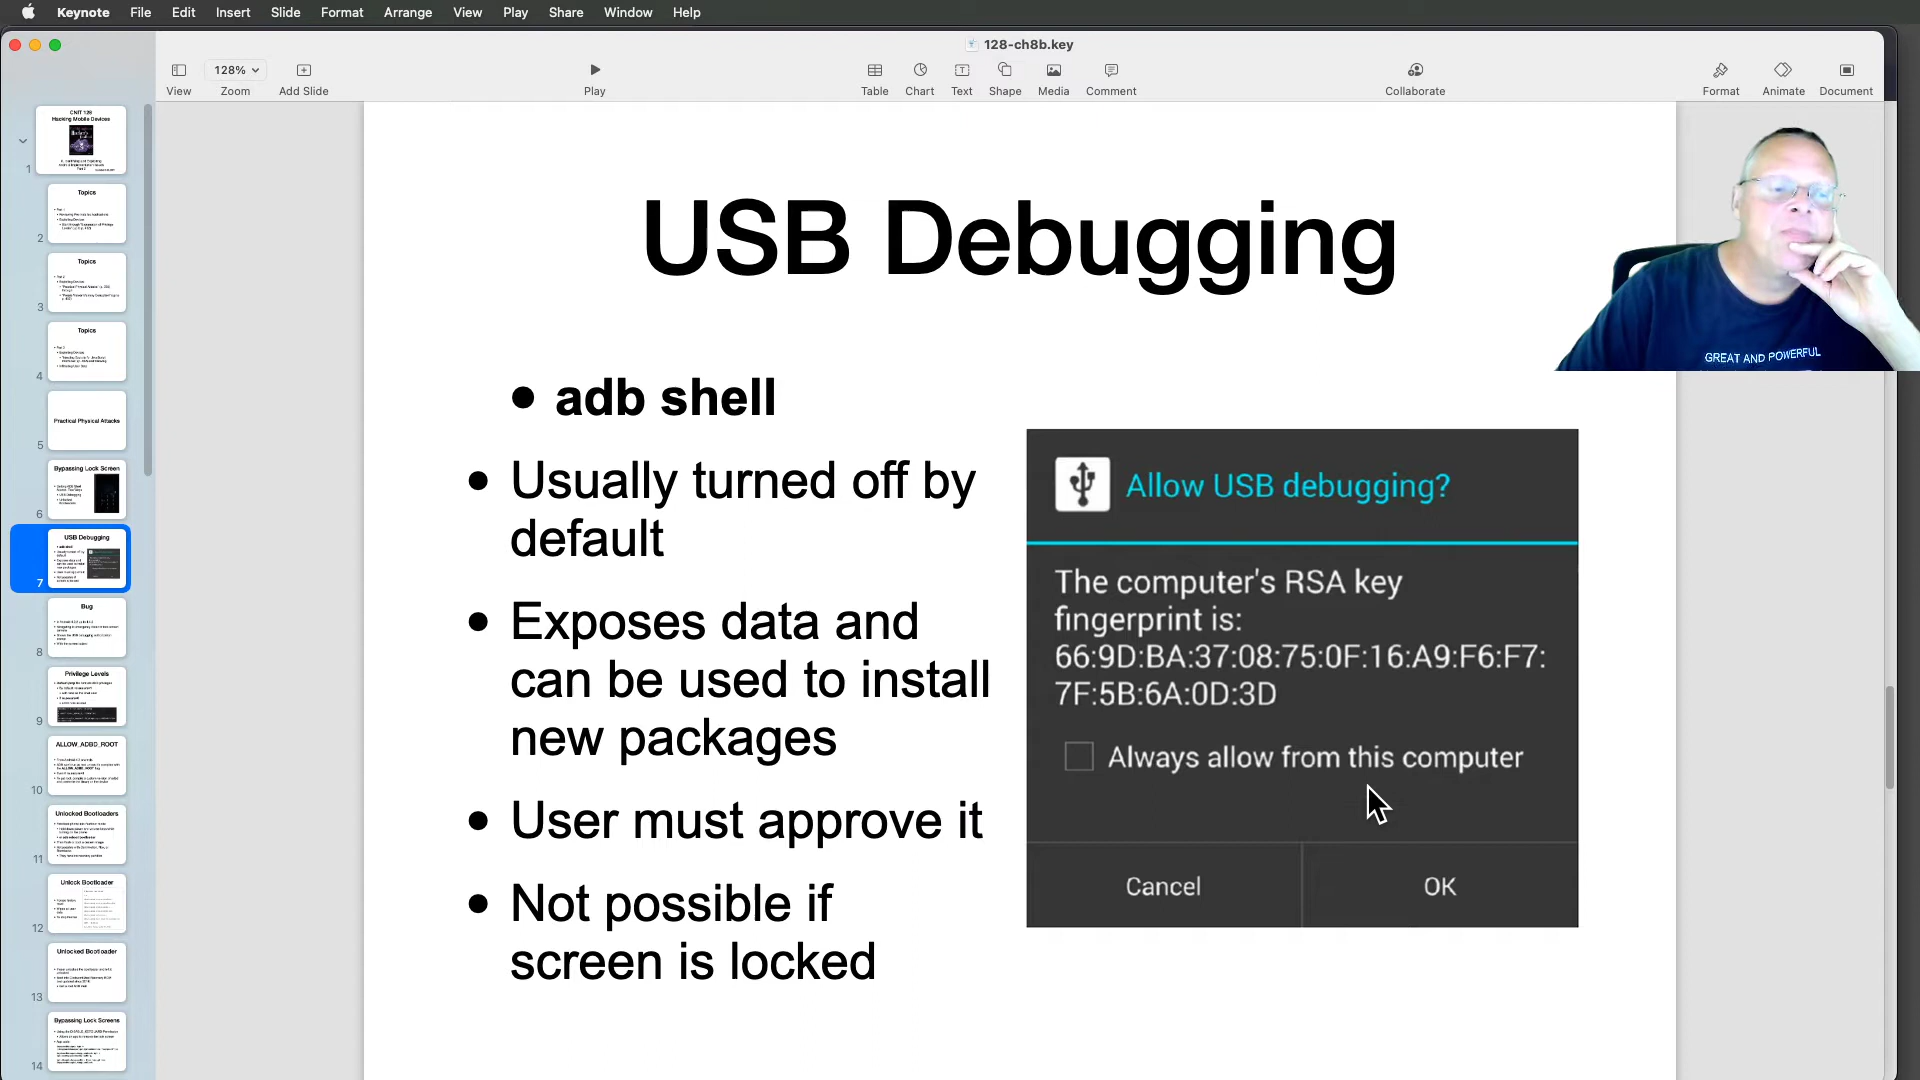 Keynote File Edit Insert Slide Format Arrange View Play Share Window Help
128-ch8b.key
128%
View Zoom Add Slide Play Table Chart Text Shape Media Comment Collaborate Format Animate Document
CNIT 128
Hacking Mobile Devices
1
Topics
2
Topics
3
Topics
4
Practical Physical Attacks
5
Bypassing Lock Screen
6
USB Debugging
7
Bug
8
Privilege Levels
9
ALLOW_ADBD_ROOT
10
Unlocked Bootloaders
11
Unlock Bootloader
12
Unlocked Bootloader
13
Bypassing Lock Screens
14
USB Debugging
• adb shell
• Usually turned off by
default
• Exposes data and
can be used to install
new packages
• User must approve it
• Not possible if
screen is locked
Allow USB debugging?
The computer's RSA key
fingerprint is:
66:9D:BA:37:08:75:0F:16:A9:F6:F7:
7F:5B:6A:0D:3D
Always allow from this computer
Cancel OK
GREAT AND POWERFUL